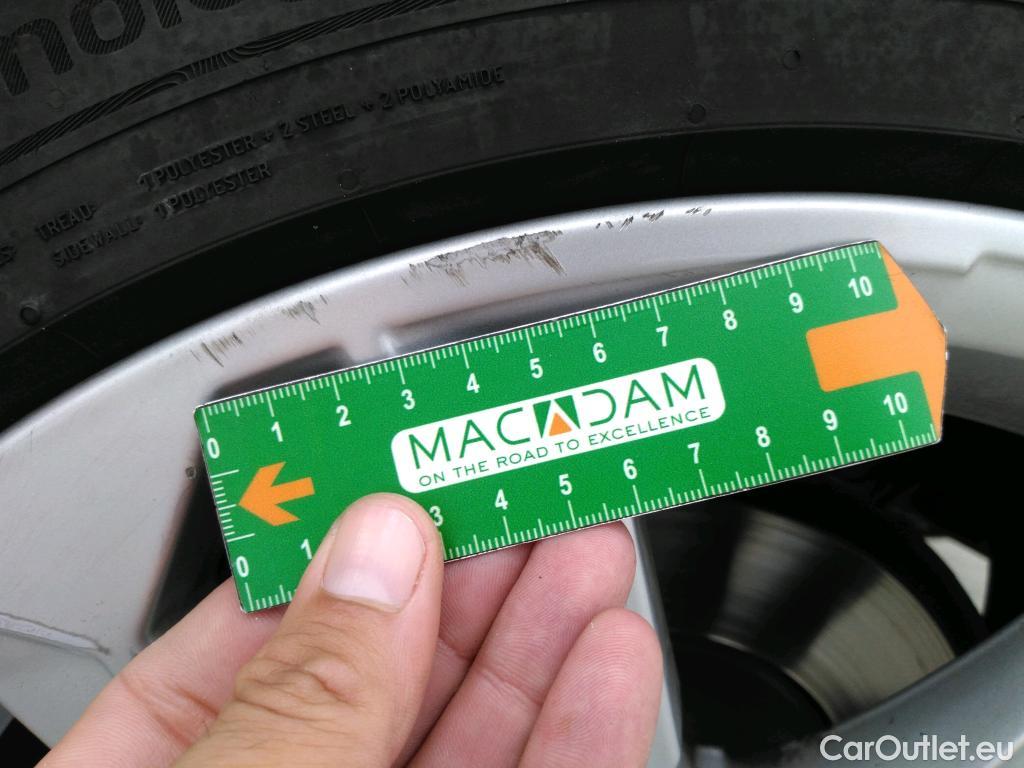 TREAD: 1 POLYESTER + 2 STEEL + 2 POLYAMIDE
SIDEWALL: 1 POLYESTER
0 1 2 3 4 5 6 7 8 9 10
MACADAM
ON THE ROAD TO EXCELLENCE
0 1 3 4 5 6 7 8 9 10
CarOutlet.eu